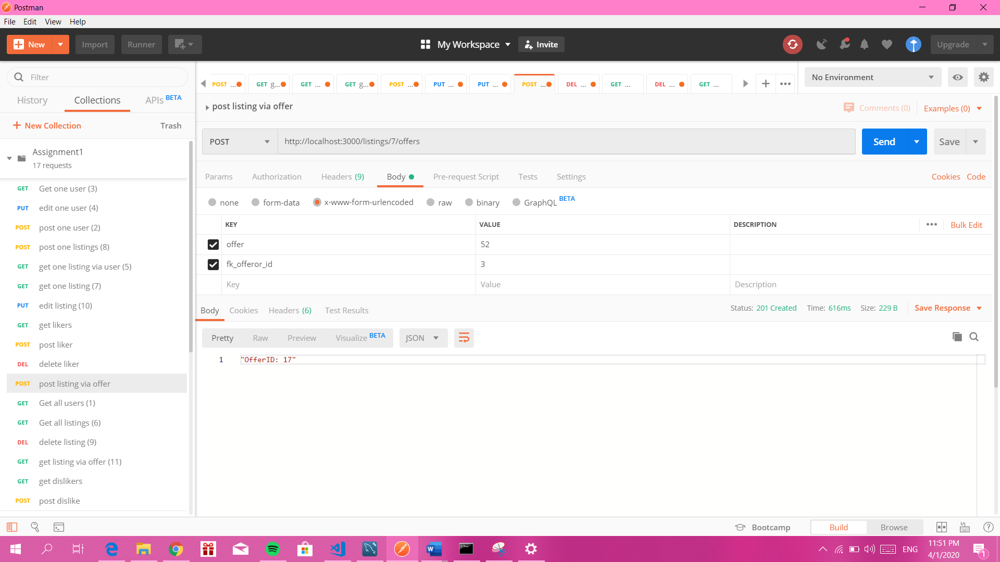 Postman
File Edit View Help
New Import Runner My Workspace Invite Upgrade
Filter
History Collections APIs BETA
New Collection Trash
Assignment1
17 requests
GET Get one user (3)
PUT edit one user (4)
POST post one user (2)
POST post one listings (8)
GET get one listing via user (5)
GET get one listing (7)
PUT edit listing (10)
GET get likers
POST post liker
DEL delete liker
POST post listing via offer
GET Get all users (1)
GET Get all listings (6)
DEL delete listing (9)
GET get listing via offer (11)
GET get dislikers
POST post dislike
POST ... GET g... GET ... GET g... POST ... PUT ... PUT ... POST ... DEL ... GET ... DEL ... GET ... No Environment
post listing via offer Comments (0) Examples (0)
POST http://localhost:3000/listings/7/offers Send Save
Params Authorization Headers (9) Body Pre-request Script Tests Settings Cookies Code
none form-data x-www-form-urlencoded raw binary GraphQL BETA
KEY VALUE DESCRIPTION Bulk Edit
offer 52
fk_offeror_id 3
Key Value Description
Body Cookies Headers (6) Test Results Status: 201 Created Time: 616ms Size: 229 B Save Response
Pretty Raw Preview Visualize BETA JSON
1 "OfferID: 17"
Bootcamp Build Browse
ENG 11:51 PM
4/1/2020
1